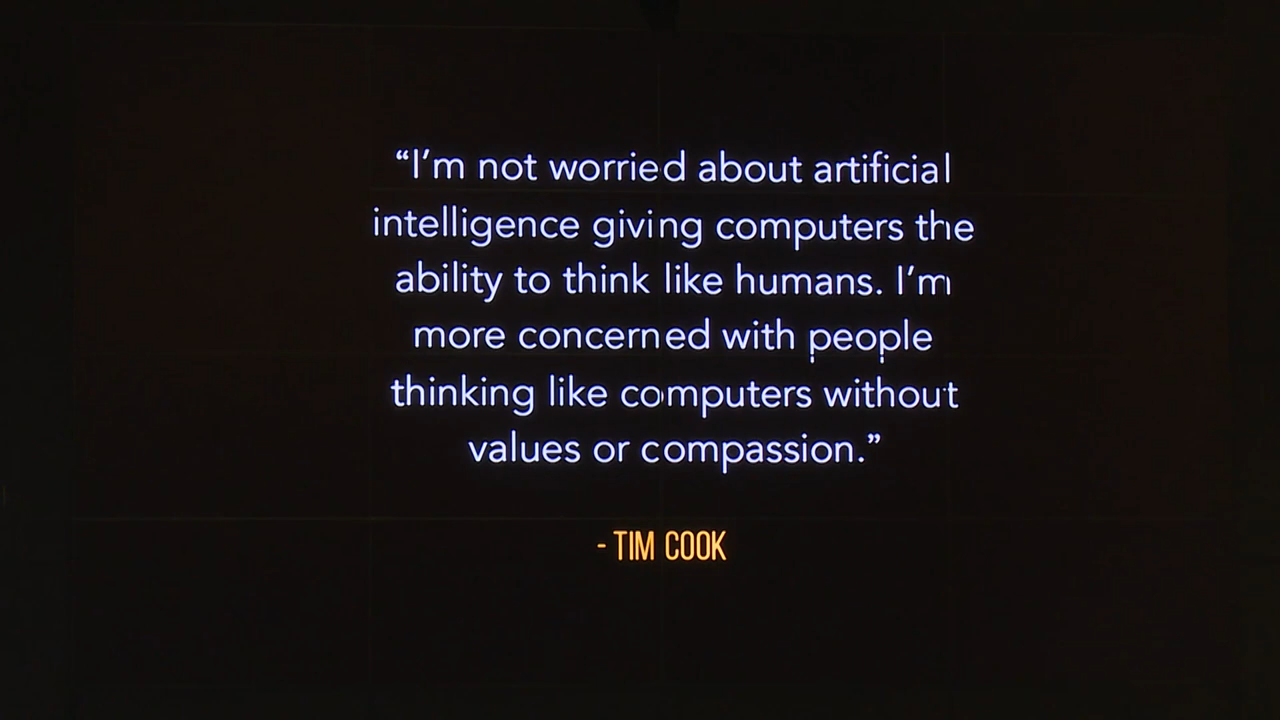 “I’m not worried about artificial
intelligence giving computers the
ability to think like humans. I’m
more concerned with people
thinking like computers without
values or compassion.”
- TIM COOK